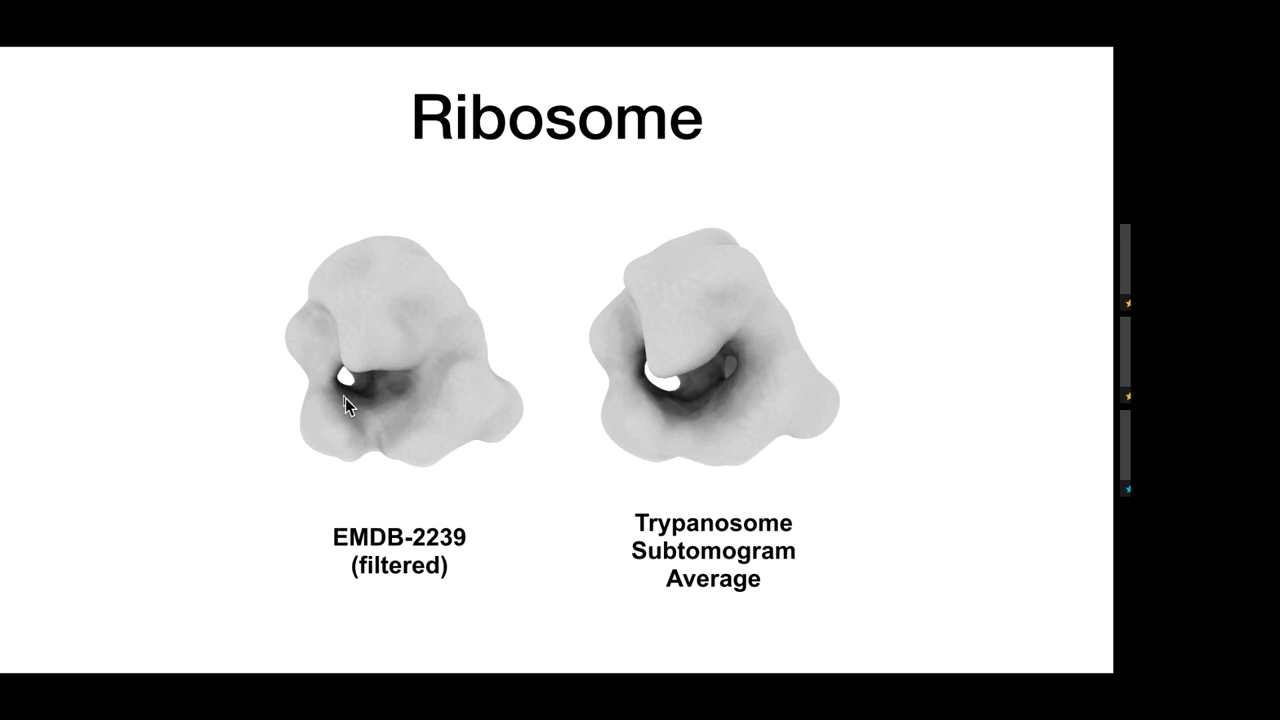 Ribosome
EMDB-2239
(filtered)
Trypanosome
Subtomogram
Average